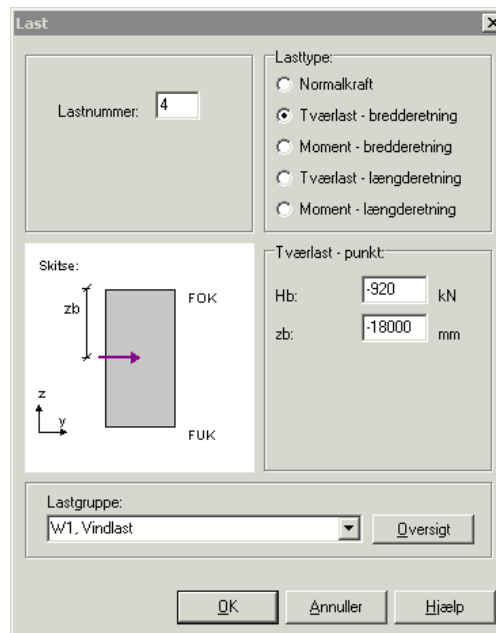 Last
Lastnummer: 4
Lasttype:
Normalkraft
Tværlast - bredderetning
Moment - bredderetning
Tværlast - længderetning
Moment - længderetning
Skitse:
zb
FOK
z
y
FUK
Tværlast - punkt:
Hb: -920 kN
zb: -18000 mm
Lastgruppe:
W1, Vindlast
Oversigt
OK
Annuller
Hjælp